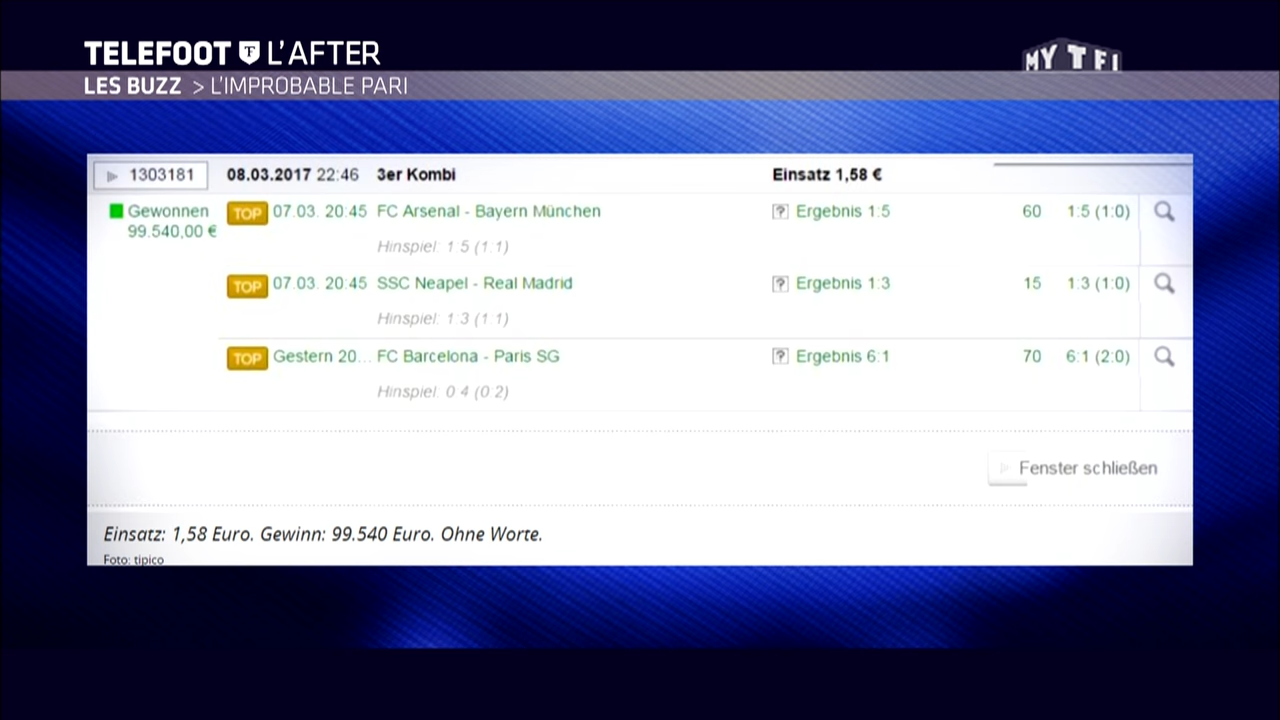 TELEFOOT T L'AFTER
MY TF1
LES BUZZ > L'IMPROBABLE PARI
1303181 08.03.2017 22:46 3er Kombi Einsatz 1,58 €
Gewonnen TOP 07.03. 20:45 FC Arsenal - Bayern München ? Ergebnis 1:5 60 1:5 (1:0)
99.540,00 €
Hinspiel: 1:5 (1:1)
TOP 07.03. 20:45 SSC Neapel - Real Madrid ? Ergebnis 1:3 15 1:3 (1:0)
Hinspiel: 1:3 (1:1)
TOP Gestern 20... FC Barcelona - Paris SG ? Ergebnis 6:1 70 6:1 (2:0)
Hinspiel: 0:4 (0:2)
Fenster schließen
Einsatz: 1,58 Euro. Gewinn: 99.540 Euro. Ohne Worte.
Foto: tipico